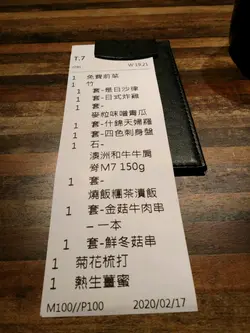 T.7
1 免費前菜
1 竹
1 套-是日沙律
1 套-日式炸雞
1 套-
麥粒味噌青瓜
1 套-什錦天婦羅
1 套-四色刺身盤
1 石-
澳洲和牛牛肩
脊M7 150g
1 套-
燒飯糰茶漬飯
1 套-金菇牛肉串
– 一本
1 套-鮮冬菇串
1 菊花梳打
1 熱生薑蜜
M100//P100 2020/02/17